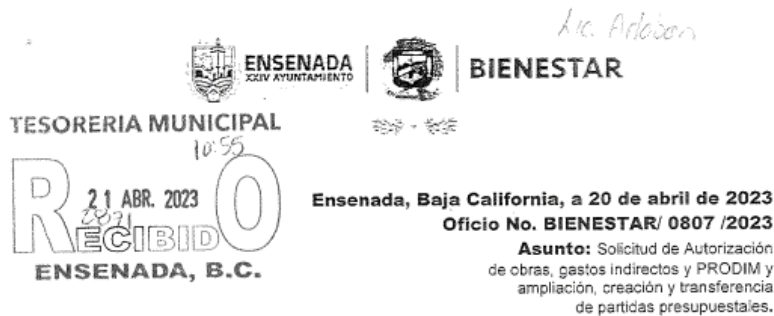 Lic. Arlaban
ENSENADA
XXIV AYUNTAMIENTO
BIENESTAR
TESORERIA MUNICIPAL
10:55
21 ABR. 2023
RECIBIDO
ENSENADA, B.C.
Ensenada, Baja California, a 20 de abril de 2023
Oficio No. BIENESTAR/ 0807 /2023
Asunto: Solicitud de Autorización
de obras, gastos indirectos y PRODIM y
ampliación, creación y transferencia
de partidas presupuestales.